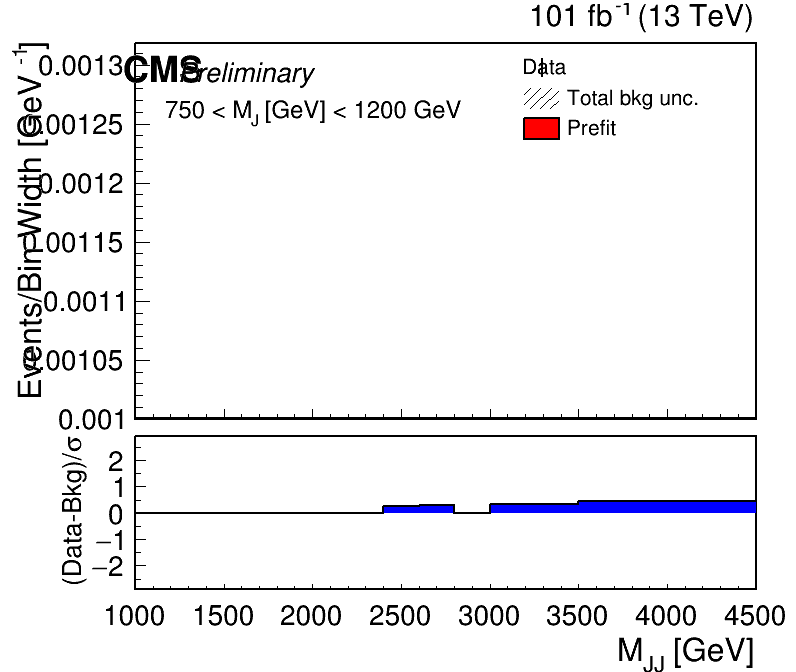 101 fb-1 (13 TeV)
CMS Preliminary
750 < MJ [GeV] < 1200 GeV
Data
Total bkg unc.
Prefit
Events/Bin Width [GeV-1]
0.0013
0.00125
0.0012
0.00115
0.0011
0.00105
0.001
(Data-Bkg)/σ
2
1
0
−1
−2
1000 1500 2000 2500 3000 3500 4000 4500
MJJ [GeV]